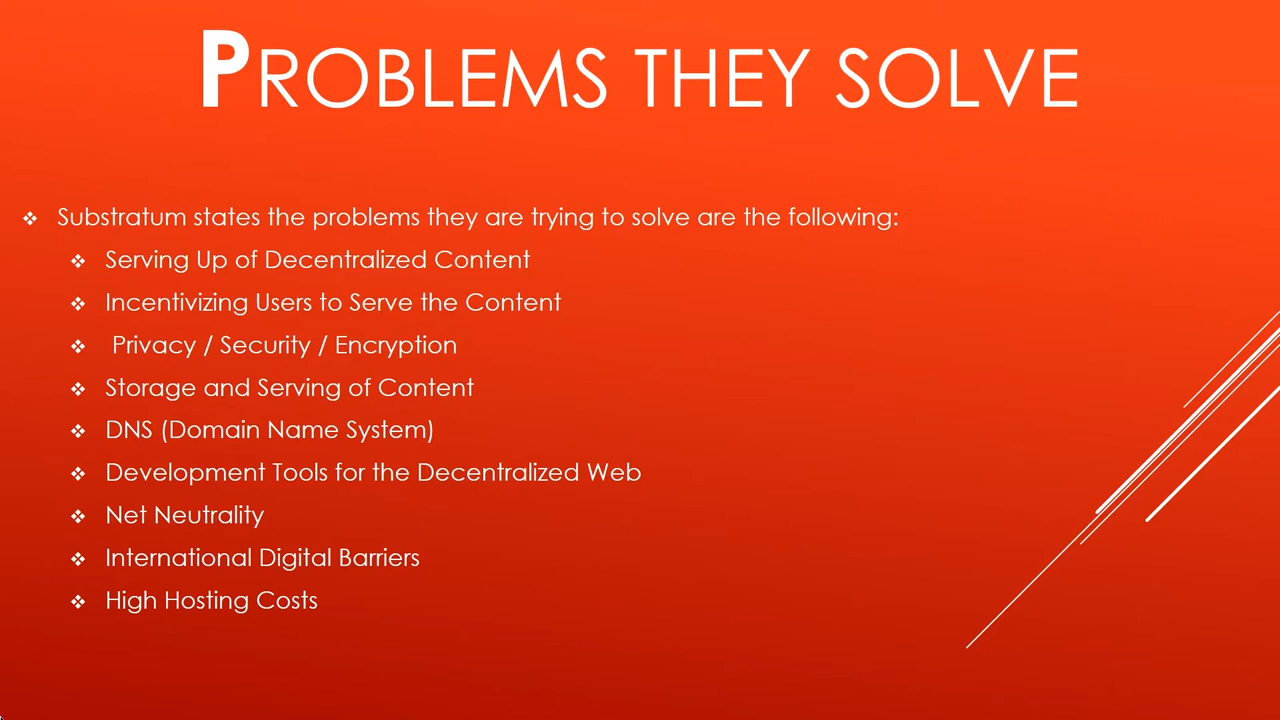 PROBLEMS THEY SOLVE
❖ Substratum states the problems they are trying to solve are the following:
❖ Serving Up of Decentralized Content
❖ Incentivizing Users to Serve the Content
❖ Privacy / Security / Encryption
❖ Storage and Serving of Content
❖ DNS (Domain Name System)
❖ Development Tools for the Decentralized Web
❖ Net Neutrality
❖ International Digital Barriers
❖ High Hosting Costs